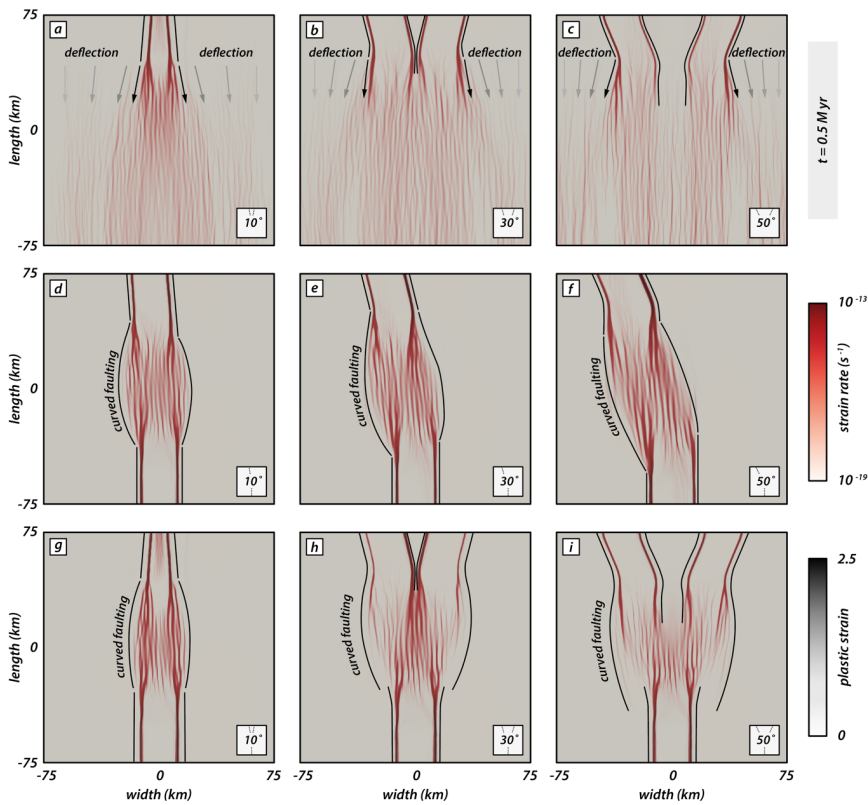 75
a
deflection
deflection
10°
b
deflection
deflection
30°
c
deflection
deflection
50°
length (km)
0
-75
t = 0.5 M yr
75
d
curved faulting
10°
e
curved faulting
30°
f
curved faulting
50°
length (km)
0
-75
10⁻¹³
strain rate (s⁻¹)
10⁻¹⁹
75
g
curved faulting
10°
h
curved faulting
30°
i
curved faulting
50°
length (km)
0
-75
2.5
plastic strain
0
-75
0
75
width (km)
0
width (km)
-75
0
75
width (km)